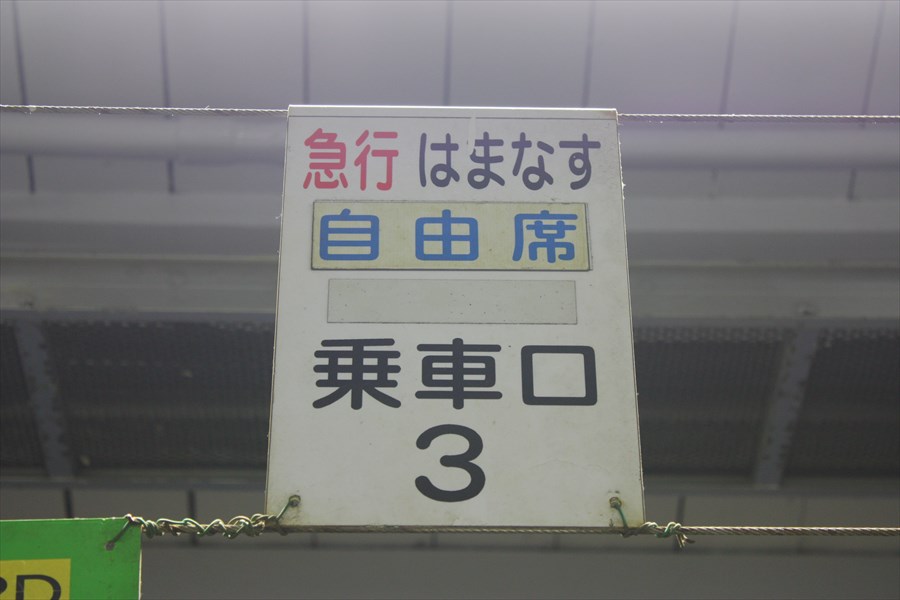 急行 はまなす
自由席
乗車口
3